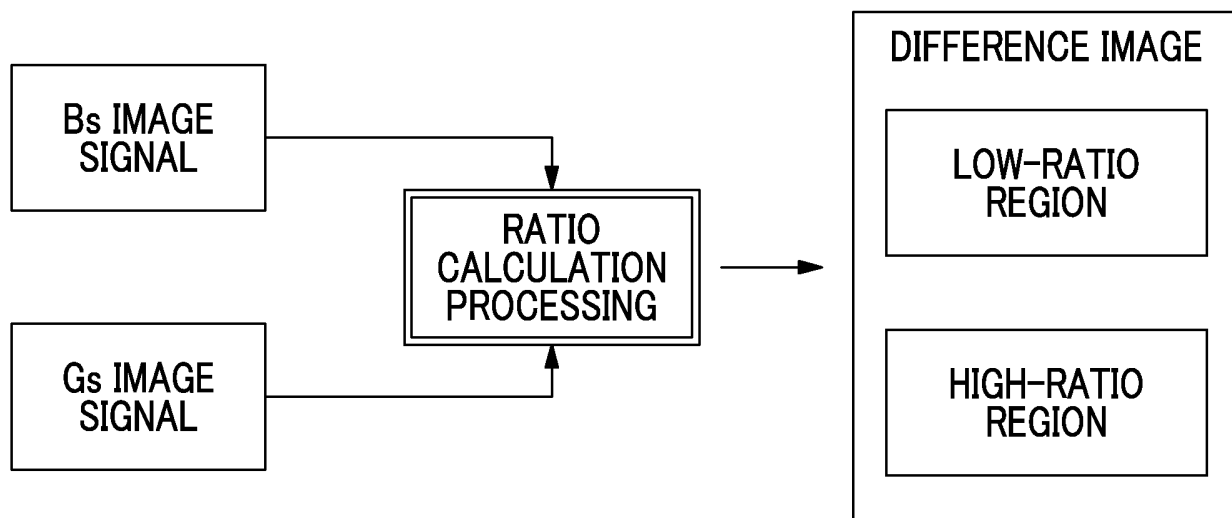 Bs IMAGE
SIGNAL
Gs IMAGE
SIGNAL
RATIO
CALCULATION
PROCESSING
DIFFERENCE IMAGE
LOW-RATIO
REGION
HIGH-RATIO
REGION